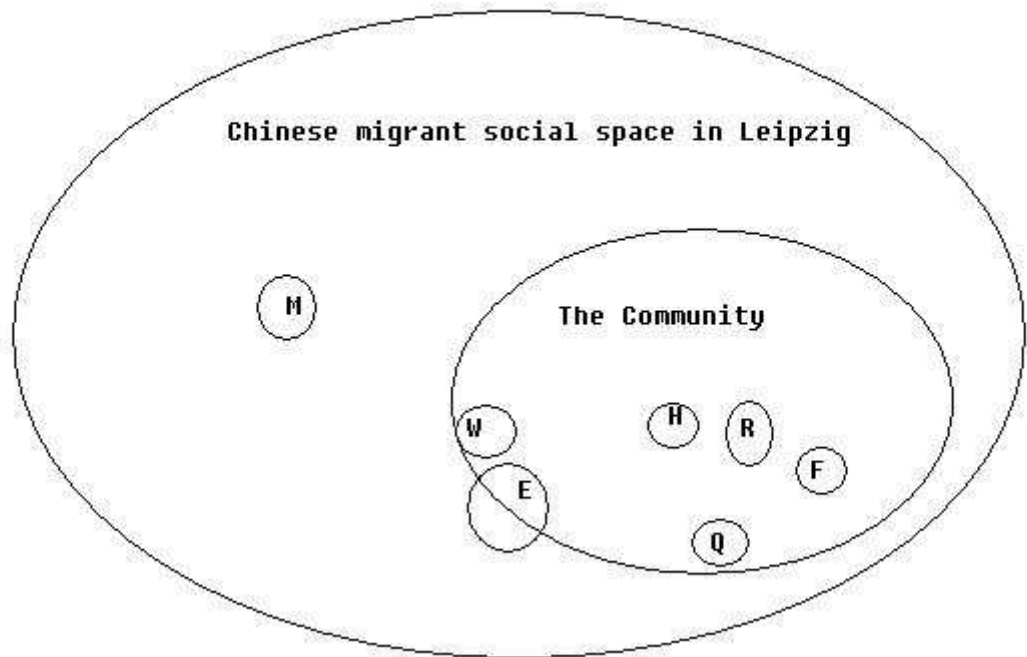 Chinese migrant social space in Leipzig
M
The Community
W
H
R
E
F
Q